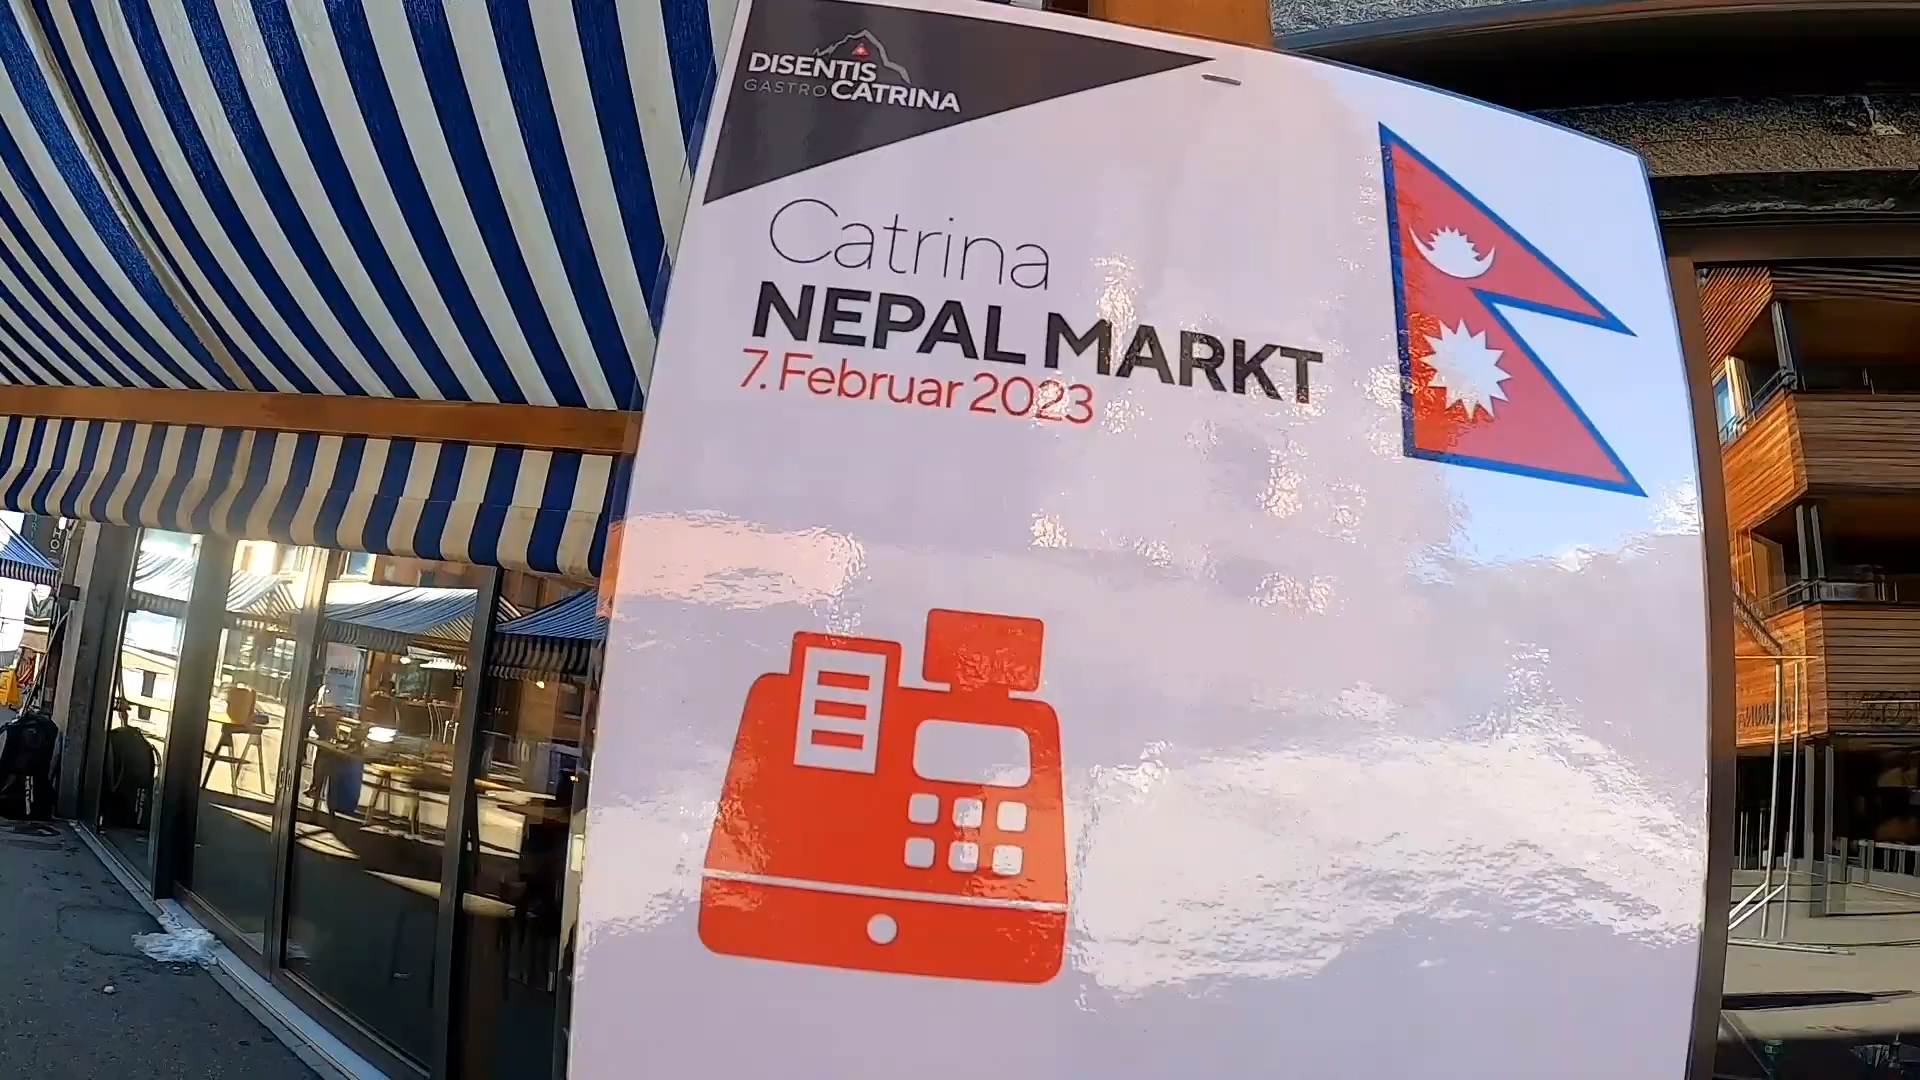 DISENTIS
GASTRO CATRINA
Catrina
NEPAL MARKT
7. Februar 2023